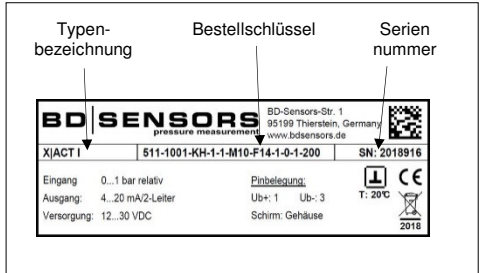 Typen-
bezeichnung
Bestellschlüssel
Serien
nummer
BD|SENSORS
pressure measurement
BD-Sensors-Str. 1
95199 Thierstein, Germany
www.bdsensors.de
X|ACT I
511-1001-KH-1-1-M10-F14-1-0-1-200
SN: 2018916
Eingang 0...1 bar relativ
Ausgang: 4...20 mA/2-Leiter
Versorgung: 12...30 VDC
Pinbelegung:
Ub+: 1 Ub-: 3
Schirm: Gehäuse
T: 20°C
CE
2018